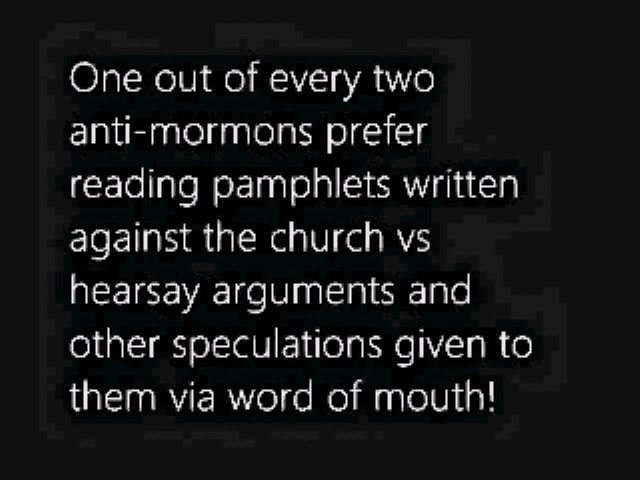 One out of every two
anti-mormons prefer
reading pamphlets written
against the church vs
hearsay arguments and
other speculations given to
them via word of mouth!